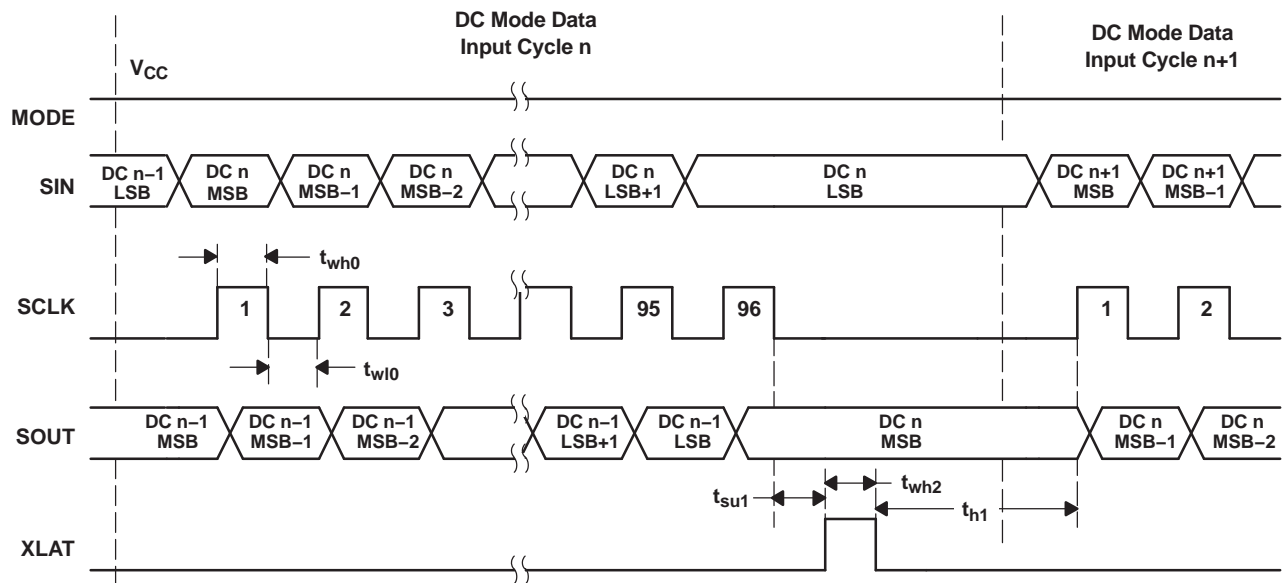 DC Mode Data
Input Cycle n
DC Mode Data
Input Cycle n+1
VCC
MODE
SIN
DC n–1
LSB
DC n
MSB
DC n
MSB–1
DC n
MSB–2
DC n
LSB+1
DC n
LSB
DC n+1
MSB
DC n+1
MSB–1
twh0
SCLK
1
2
3
95
96
1
2
twl0
SOUT
DC n–1
MSB
DC n–1
MSB–1
DC n–1
MSB–2
DC n–1
LSB+1
DC n–1
LSB
DC n
MSB
DC n
MSB–1
DC n
MSB–2
tsu1
twh2
th1
XLAT